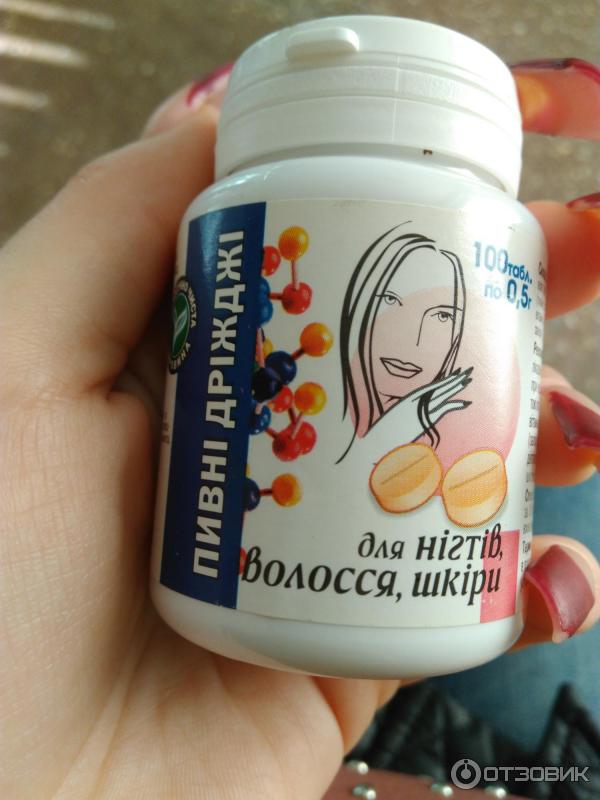 ПИВНІ ДРІЖДЖІ
100 табл.
по 0,5г
для нігтів,
волосся, шкіри
ОТЗОВИК